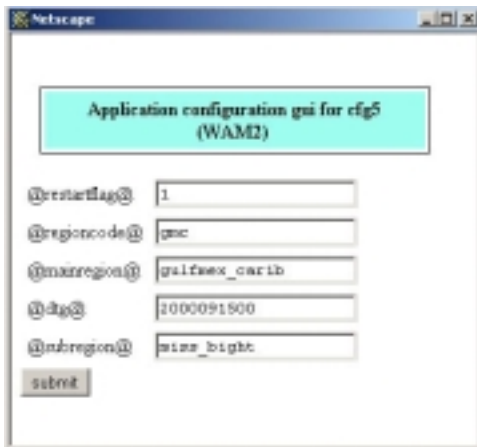 Netscape
Application configuration gui for cfg5
(WAM2)
@restartflag@ 1
@regioncode@ gmc
@mainregion@ gulfmex_carib
@dtg@ 2000091500
@subregion@ miss_bight
submit